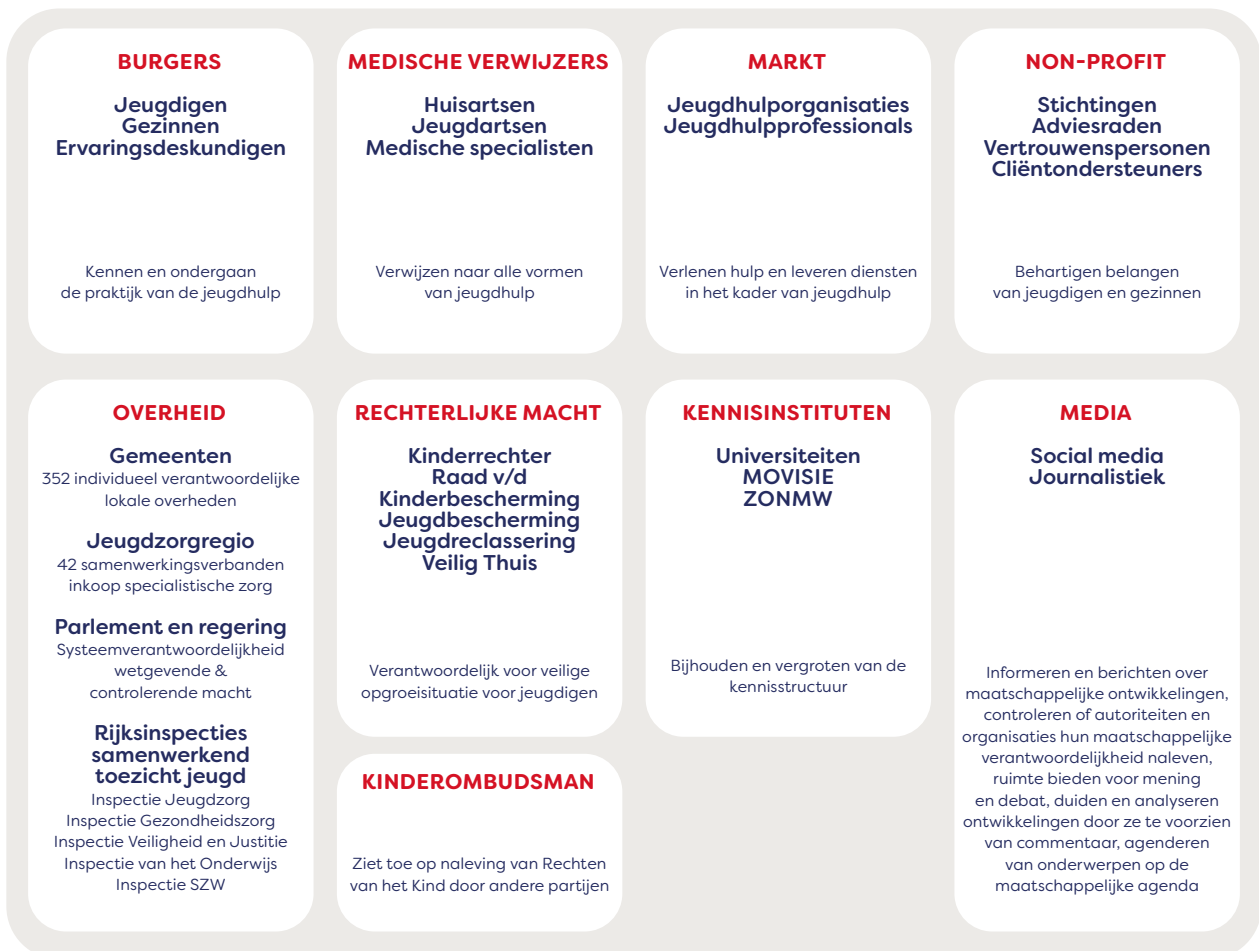 BURGERS
Jeugdigen
Gezinnen
Ervaringsdeskundigen
Kennen en ondergaan
de praktijk van de jeugdhulp
MEDISCHE VERWIJZERS
Huisartsen
Jeugdartsen
Medische specialisten
Verwijzen naar alle vormen
van jeugdhulp
MARKT
Jeugdhulporganisaties
Jeugdhulpprofessionals
Verlenen hulp en leveren diensten
in het kader van jeugdhulp
NON-PROFIT
Stichtingen
Adviesraden
Vertrouwenspersonen
Cliëntondersteuners
Behartigen belangen
van jeugdigen en gezinnen
OVERHEID
Gemeenten
352 individueel verantwoordelijke
lokale overheden
Jeugdzorgregio
42 samenwerkingsverbanden
inkoop specialistische zorg
Parlement en regering
Systeemverantwoordelijkheid
wetgevende &
controlerende macht
Rijksinspecties
samenwerkend
toezicht jeugd
Inspectie Jeugdzorg
Inspectie Gezondheidszorg
Inspectie Veiligheid en Justitie
Inspectie van het Onderwijs
Inspectie SZW
RECHTERLIJKE MACHT
Kinderrechter
Raad v/d
Kinderbescherming
Jeugdbescherming
Jeugdreclassering
Veilig Thuis
Verantwoordelijk voor veilige
opgroeisituatie voor jeugdigen
KINDEROMBUDSMAN
Ziet toe op naleving van Rechten
van het Kind door andere partijen
KENNISINSTITUTEN
Universiteiten
MOVISIE
ZONMW
Bijhouden en vergroten van de
kennisstructuur
MEDIA
Social media
Journalistiek
Informeren en berichten over
maatschappelijke ontwikkelingen,
controleren of autoriteiten en
organisaties hun maatschappelijke
verantwoordelijkheid naleven,
ruimte bieden voor mening
en debat, duiden en analyseren
ontwikkelingen door ze te voorzien
van commentaar, agenderen
van onderwerpen op de
maatschappelijke agenda